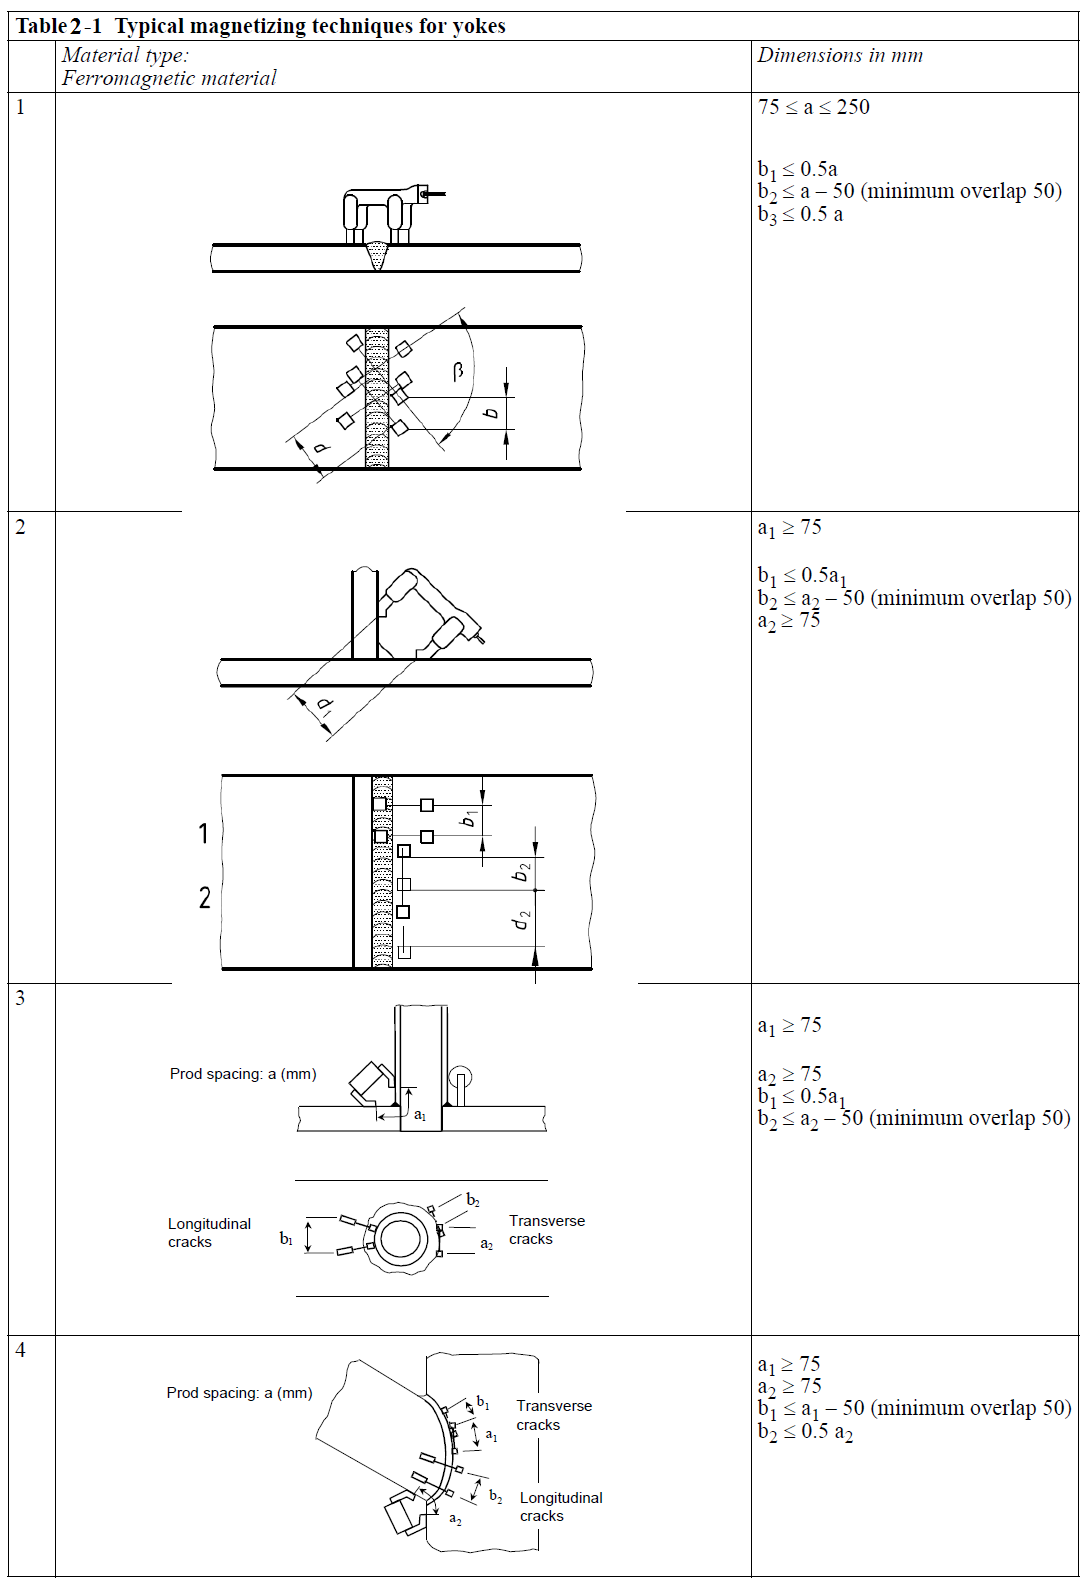 Table 2-1 Typical magnetizing techniques for yokes
Material type:
Ferromagnetic material
Dimensions in mm
1
75 ≤ a ≤ 250
b1 ≤ 0.5a
b2 ≤ a – 50 (minimum overlap 50)
b3 ≤ 0.5 a
β
b
d
2
a1 ≥ 75
b1 ≤ 0.5a1
b2 ≤ a2 – 50 (minimum overlap 50)
a2 ≥ 75
d1
b1
1
b2
2
d2
3
a1 ≥ 75
a2 ≥ 75
b1 ≤ 0.5a1
b2 ≤ a2 – 50 (minimum overlap 50)
Prod spacing: a (mm)
a1
b2
Longitudinal
cracks
b1
Transverse
cracks
a2
4
a1 ≥ 75
a2 ≥ 75
b1 ≤ a1 – 50 (minimum overlap 50)
b2 ≤ 0.5 a2
Prod spacing: a (mm)
b1
Transverse
cracks
a1
b2
Longitudinal
cracks
a2